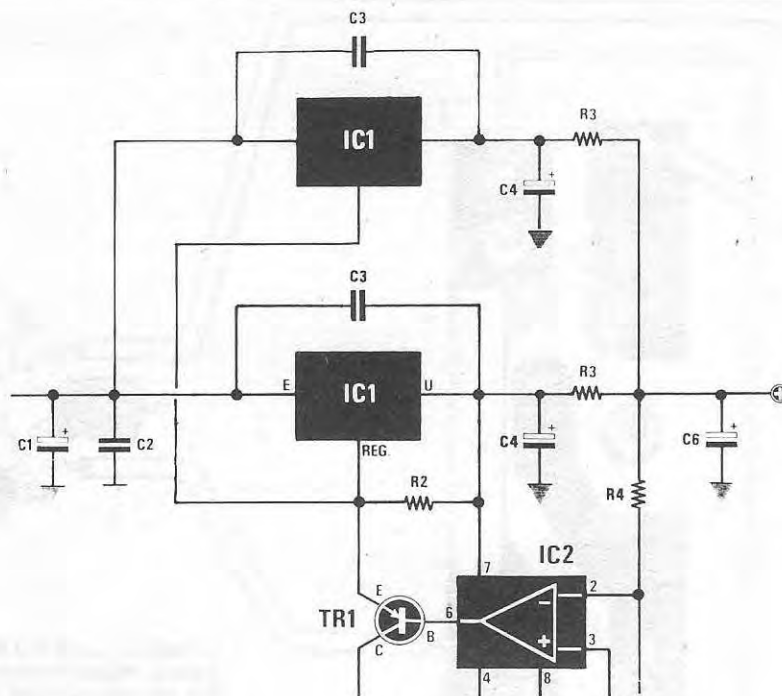 C3
IC1
R3
C4
+
C3
E
IC1
U
R3
+
C1
+
C2
REG.
C4
+
C6
+
R2
R4
IC2
7
E
TR1
C
B
6
2
-
3
+
4
8